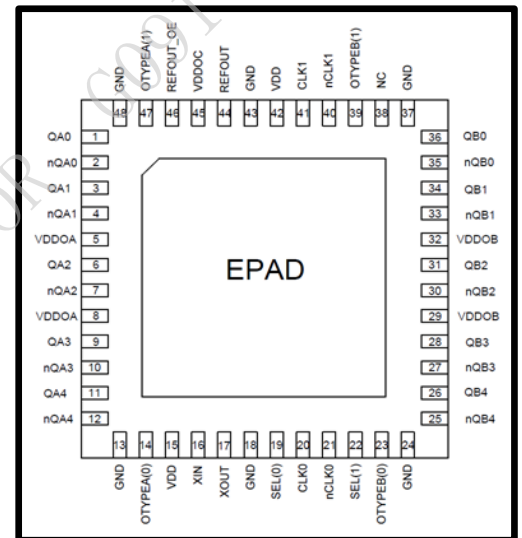 GND
OTYPEA(1)
REFOUT_OE
VDDOC
REFOUT
GND
VDD
CLK1
nCLK1
OTYPEB(1)
NC
GND
48 47 46 45 44 43 42 41 40 39 38 37
QA0 1 36 QB0
nQA0 2 35 nQB0
QA1 3 34 QB1
nQA1 4 33 nQB1
VDDOA 5 32 VDDOB
QA2 6 31 QB2
nQA2 7 30 nQB2
VDDOA 8 29 VDDOB
QA3 9 28 QB3
nQA3 10 27 nQB3
QA4 11 26 QB4
nQA4 12 25 nQB4
EPAD
13 14 15 16 17 18 19 20 21 22 23 24
GND
OTYPEA(0)
VDD
XIN
XOUT
GND
SEL(0)
CLK0
nCLK0
SEL(1)
OTYPEB(0)
GND
OR G091